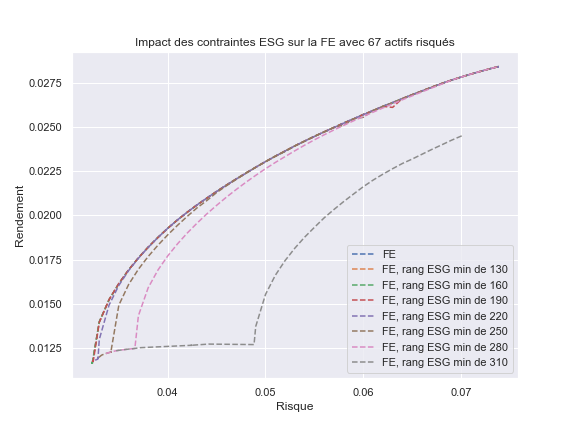 Impact des contraintes ESG sur la FE avec 67 actifs risqués
0.0275
0.0250
0.0225
0.0200
0.0175
0.0150
0.0125
Rendement
FE
FE, rang ESG min de 130
FE, rang ESG min de 160
FE, rang ESG min de 190
FE, rang ESG min de 220
FE, rang ESG min de 250
FE, rang ESG min de 280
FE, rang ESG min de 310
0.04 0.05 0.06 0.07
Risque